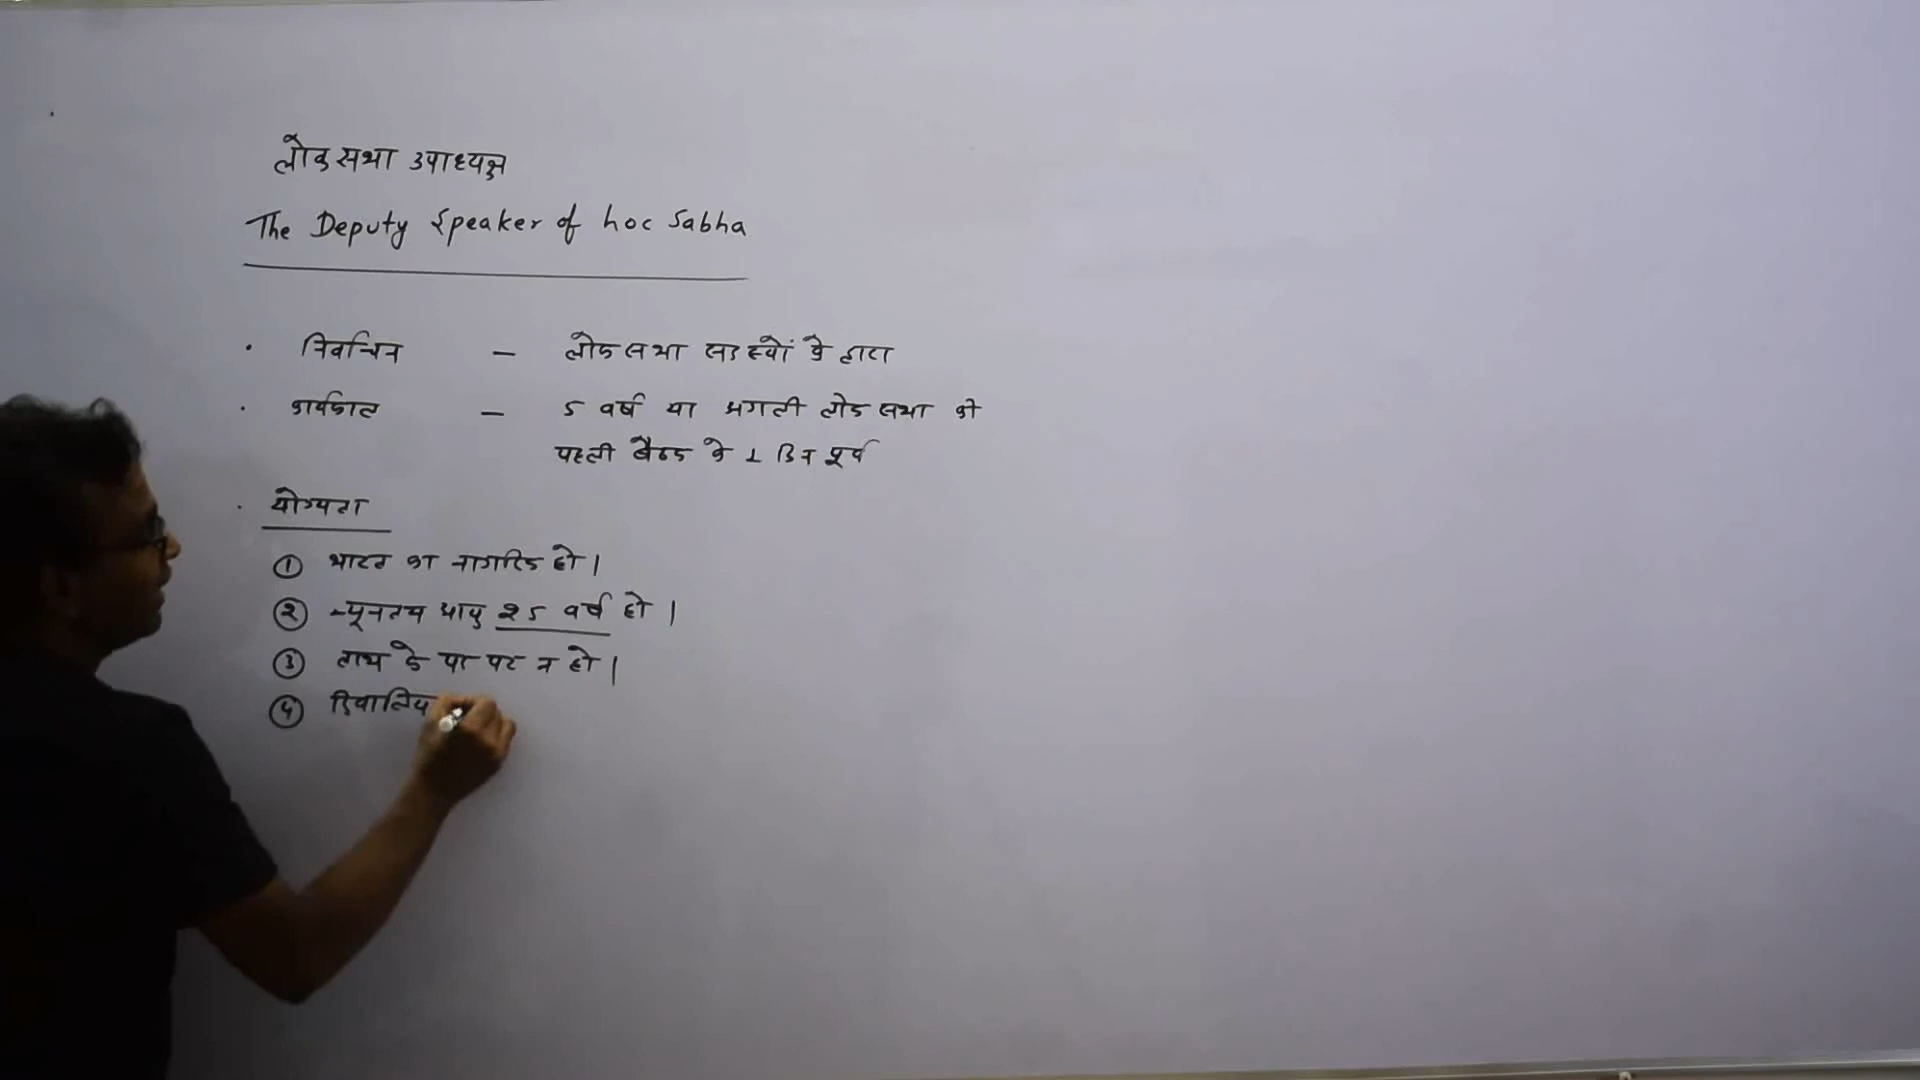 लोकसभा उपाध्यक्ष
The Deputy Speaker of Loc Sabha
• निर्वाचन – लोकसभा सदस्यों के द्वारा
• कार्यकाल – 5 वर्ष या अगली लोकसभा की
पहली बैठक के 1 दिन पूर्व
• योग्यता
① भारत का नागरिक हो।
② न्यूनतम आयु 25 वर्ष हो।
③ लाभ के पद पर न हो।
④ दिवालिय